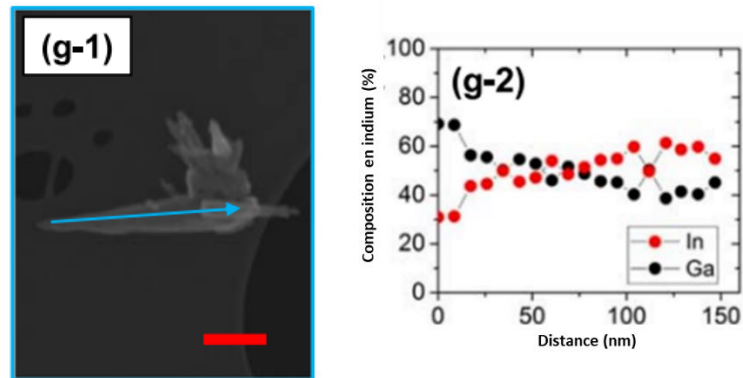 (g-1)
(g-2)
Composition en indium (%)
100
80
60
40
20
0
In
Ga
0
50
100
150
Distance (nm)